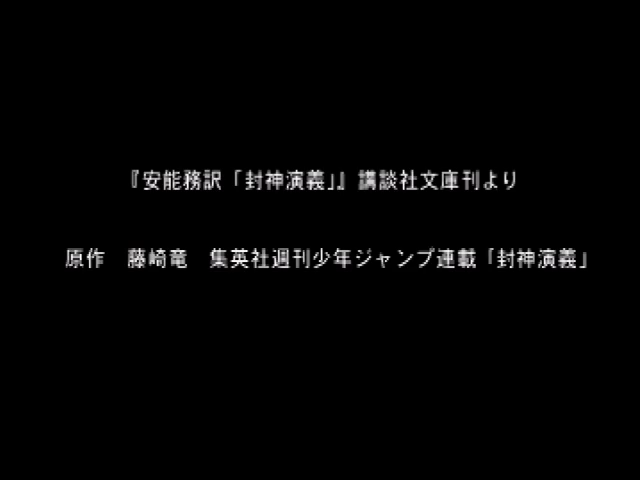 『安能務訳「封神演義」』講談社文庫刊より
原作　藤崎竜　集英社週刊少年ジャンプ連載「封神演義」